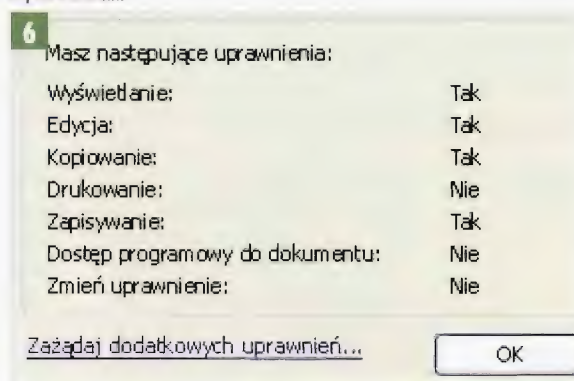 6
Masz następujące uprawnienia:
Wyświetlanie: Tak
Edycja: Tak
Kopiowanie: Tak
Drukowanie: Nie
Zapisywanie: Tak
Dostęp programowy do dokumentu: Nie
Zmień uprawnienie: Nie
Zażądaj dodatkowych uprawnień... OK